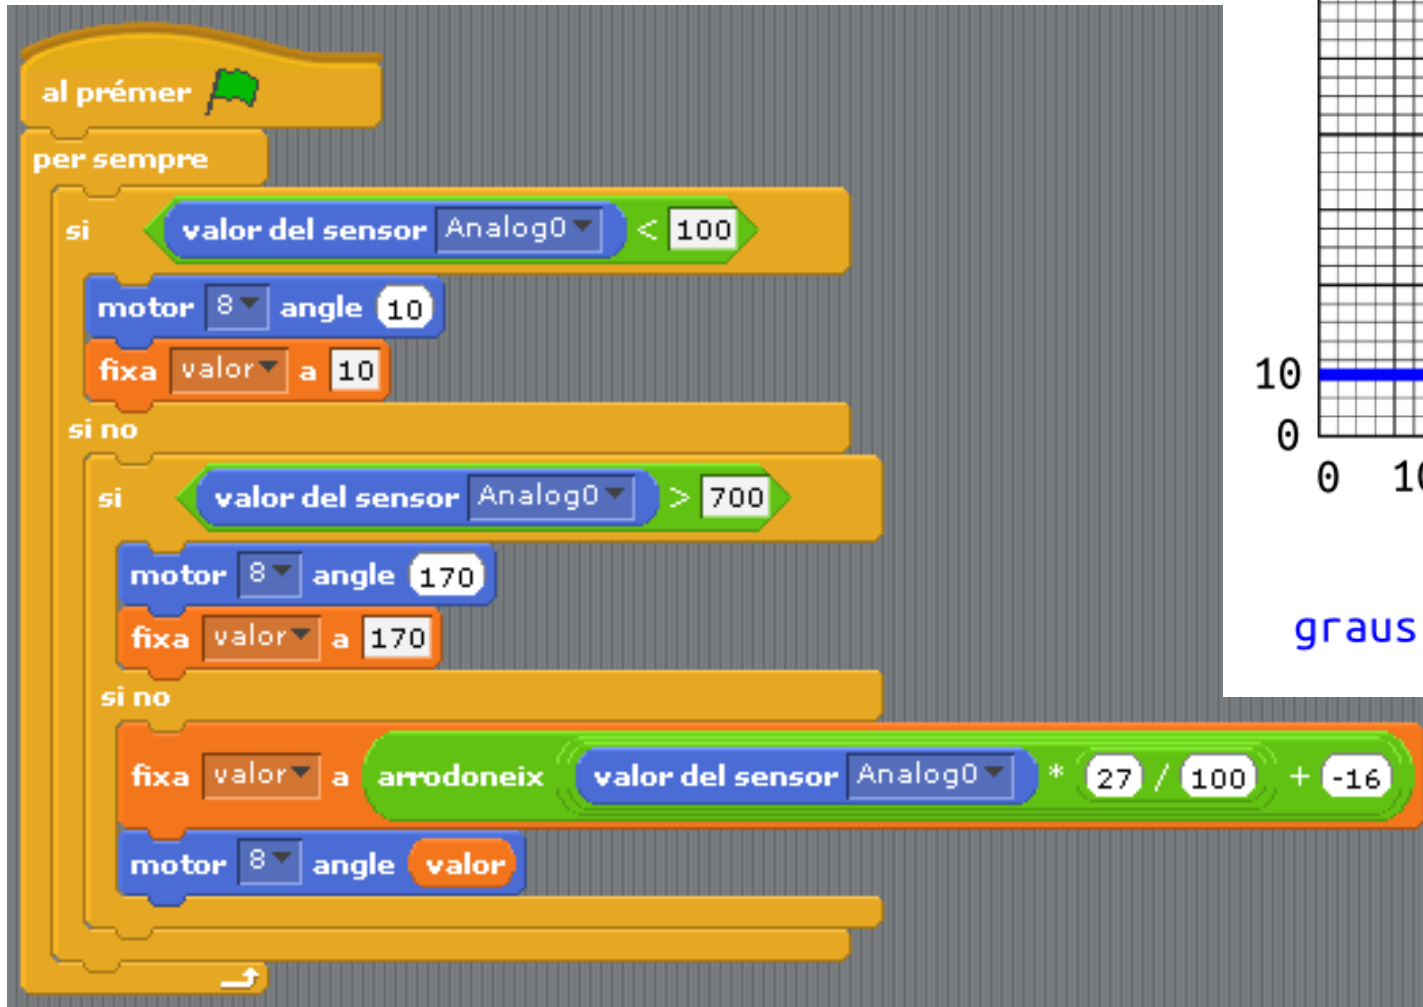 al prémer
per sempre
si valor del sensor Analog0 < 100
motor 8 angle 10
fixa valor a 10
si no
si valor del sensor Analog0 > 700
motor 8 angle 170
fixa valor a 170
si no
fixa valor a arrodoneix valor del sensor Analog0 * 27 / 100 + -16
motor 8 angle valor
10
0
0 10
graus